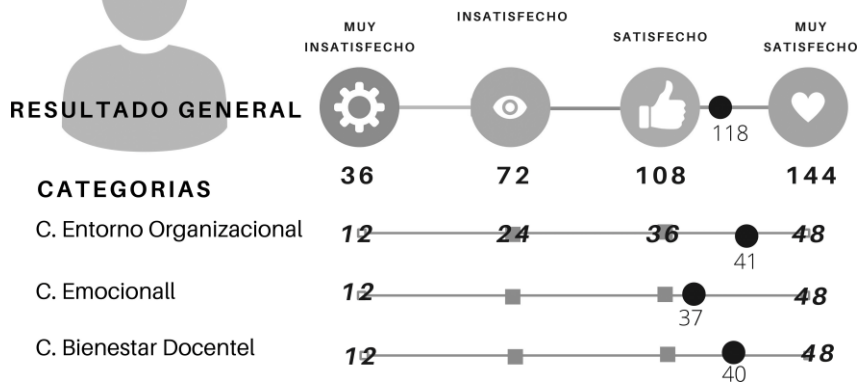 MUY
INSATISFECHO
INSATISFECHO
SATISFECHO
MUY
SATISFECHO
RESULTADO GENERAL
118
36 72 108 144
CATEGORIAS
C. Entorno Organizacional 12 24 36 48
41
C. Emocionall 12 48
37
C. Bienestar Docentel 12 48
40